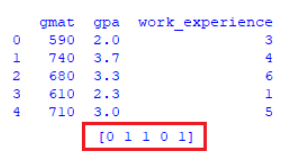 gmat gpa work_experience
0 590 2.0 3
1 740 3.7 4
2 680 3.3 6
3 610 2.3 1
4 710 3.0 5
[0 1 1 0 1]